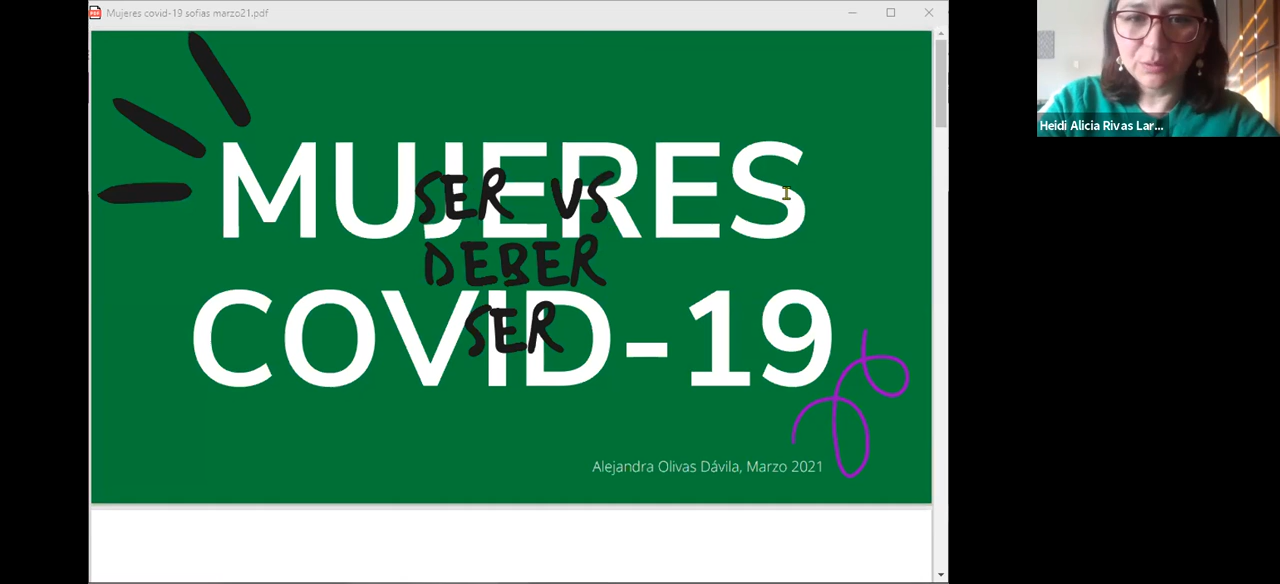 Mujeres covid-19 sofias marzo21.pdf
Heidi Alicia Rivas Lar...
MUJERES
SER VS
DEBER
SER
COVID-19
Alejandra Olivas Dávila, Marzo 2021